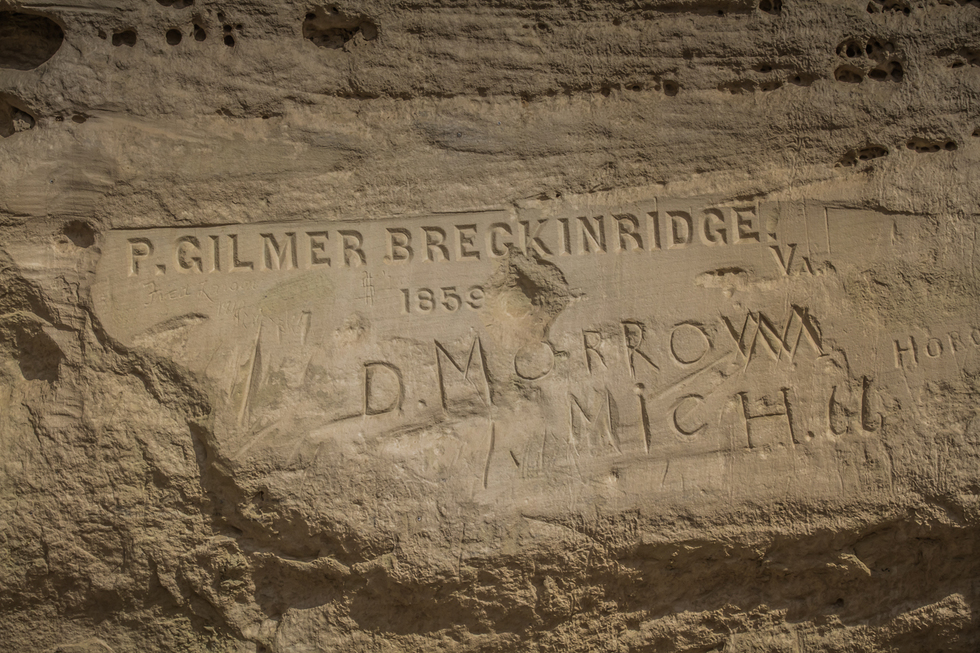 P. GILMER BRECKINRIDGE. Va.
1859
D. MORROW
MicH.